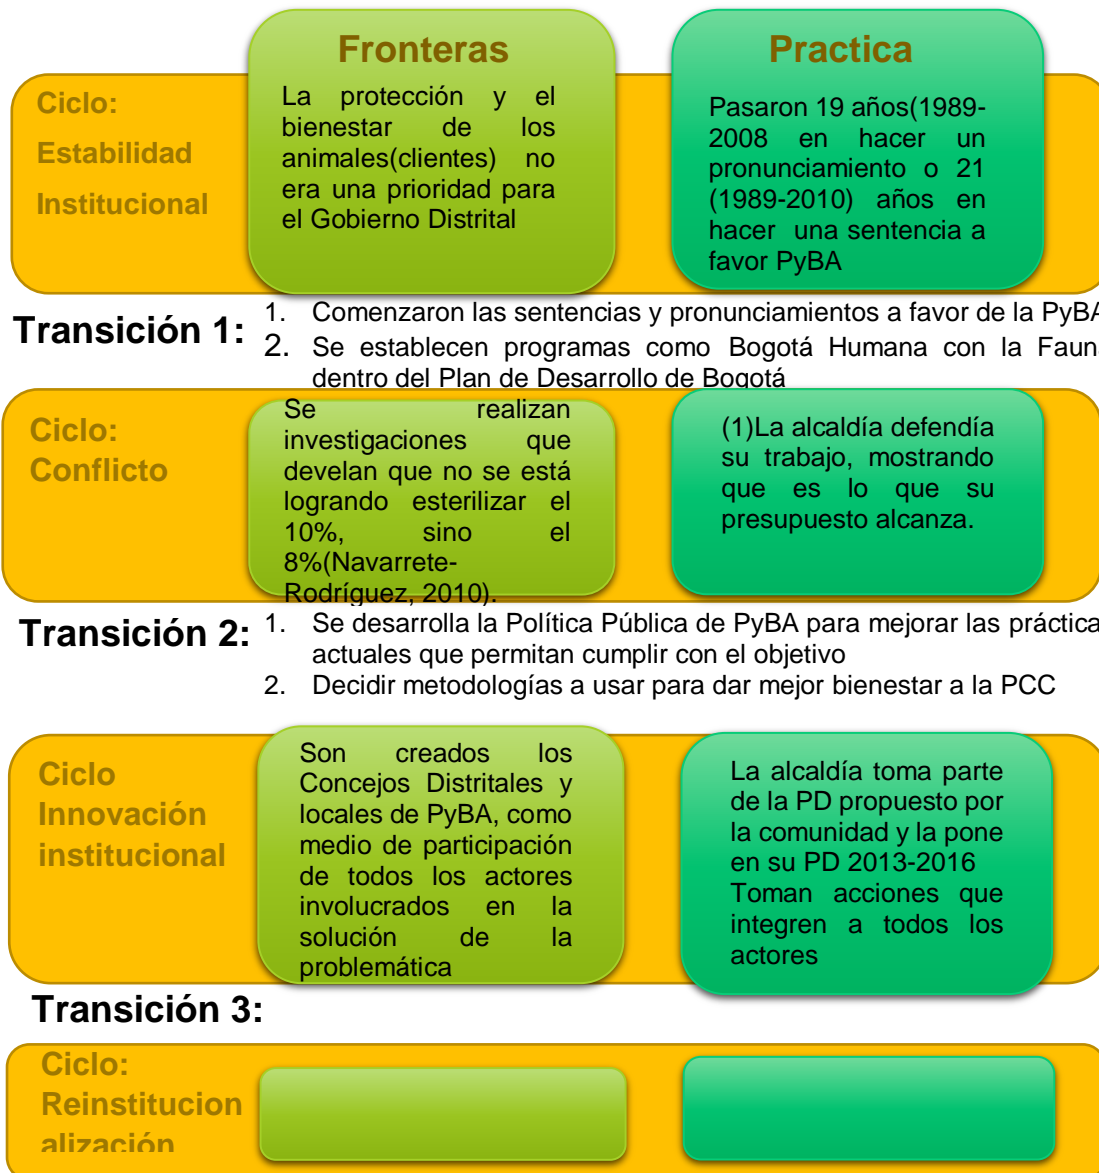 Fronteras
Practica
Ciclo:
Estabilidad
Institucional
La protección y el
bienestar de los
animales(clientes) no
era una prioridad para
el Gobierno Distrital
Pasaron 19 años(1989-
2008 en hacer un
pronunciamiento o 21
(1989-2010) años en
hacer una sentencia a
favor PyBA
Transición 1:
1. Comenzaron las sentencias y pronunciamientos a favor de la PyBA
2. Se establecen programas como Bogotá Humana con la Fauna
dentro del Plan de Desarrollo de Bogotá
Ciclo:
Conflicto
Se realizan
investigaciones que
develan que no se está
logrando esterilizar el
10%, sino el
8%(Navarrete-
Rodríguez, 2010).
(1)La alcaldía defendía
su trabajo, mostrando
que es lo que su
presupuesto alcanza.
Transición 2:
1. Se desarrolla la Política Pública de PyBA para mejorar las práctica
actuales que permitan cumplir con el objetivo
2. Decidir metodologías a usar para dar mejor bienestar a la PCC
Ciclo
Innovación
institucional
Son creados los
Concejos Distritales y
locales de PyBA, como
medio de participación
de todos los actores
involucrados en la
solución de la
problemática
La alcaldía toma parte
de la PD propuesto por
la comunidad y la pone
en su PD 2013-2016
Toman acciones que
integren a todos los
actores
Transición 3:
Ciclo:
Reinstitucion
alización